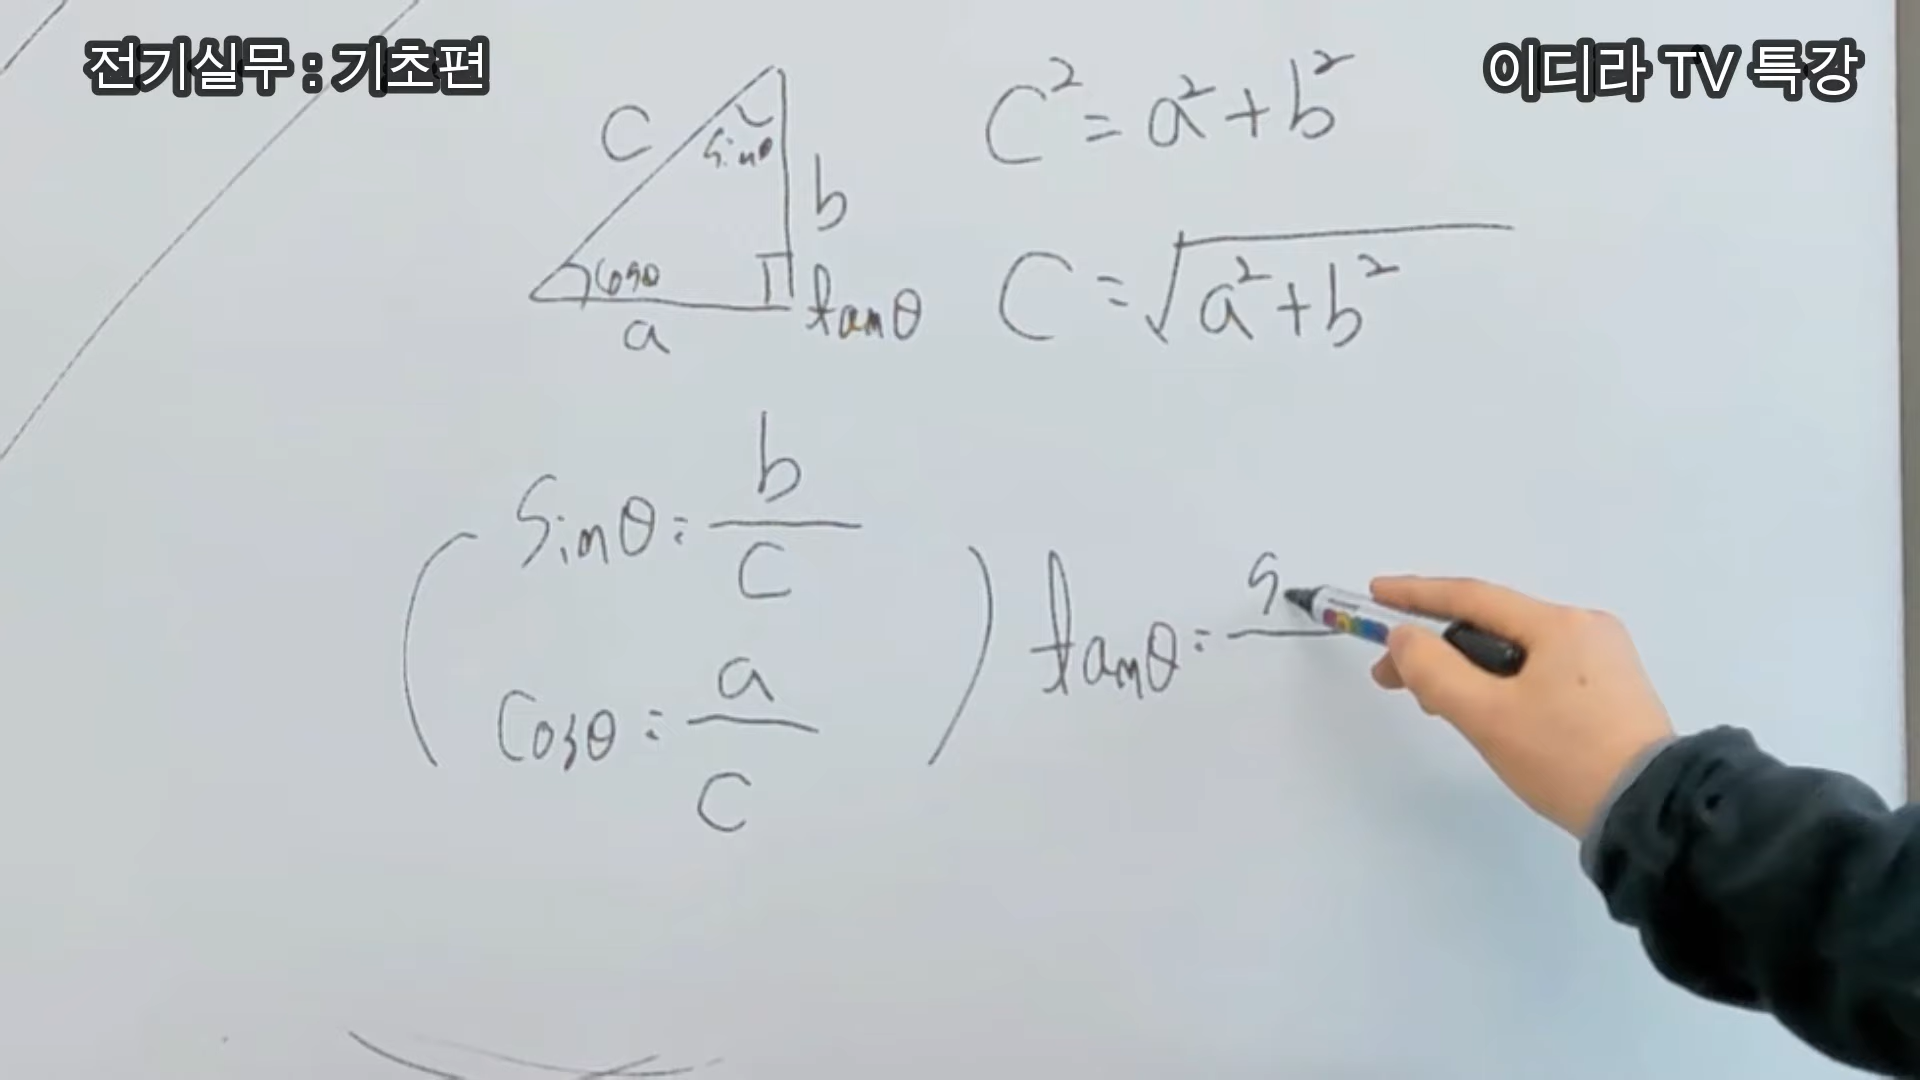 전기실무 : 기초편
이디라 TV 특강
c
sinθ
b
cosθ
a
tanθ
C² = a² + b²
C = √a² + b²
Sinθ = b/C
Cosθ = a/C
tanθ = S